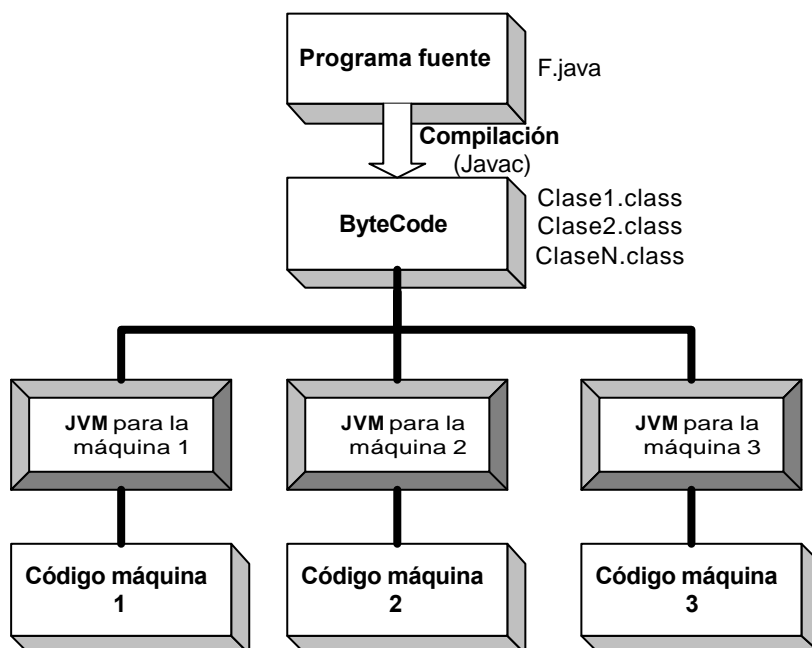 Programa fuente
F.java
Compilación
(Javac)
ByteCode
Clase1.class
Clase2.class
ClaseN.class
JVM para la
máquina 1
JVM para la
máquina 2
JVM para la
máquina 3
Código máquina
1
Código máquina
2
Código máquina
3